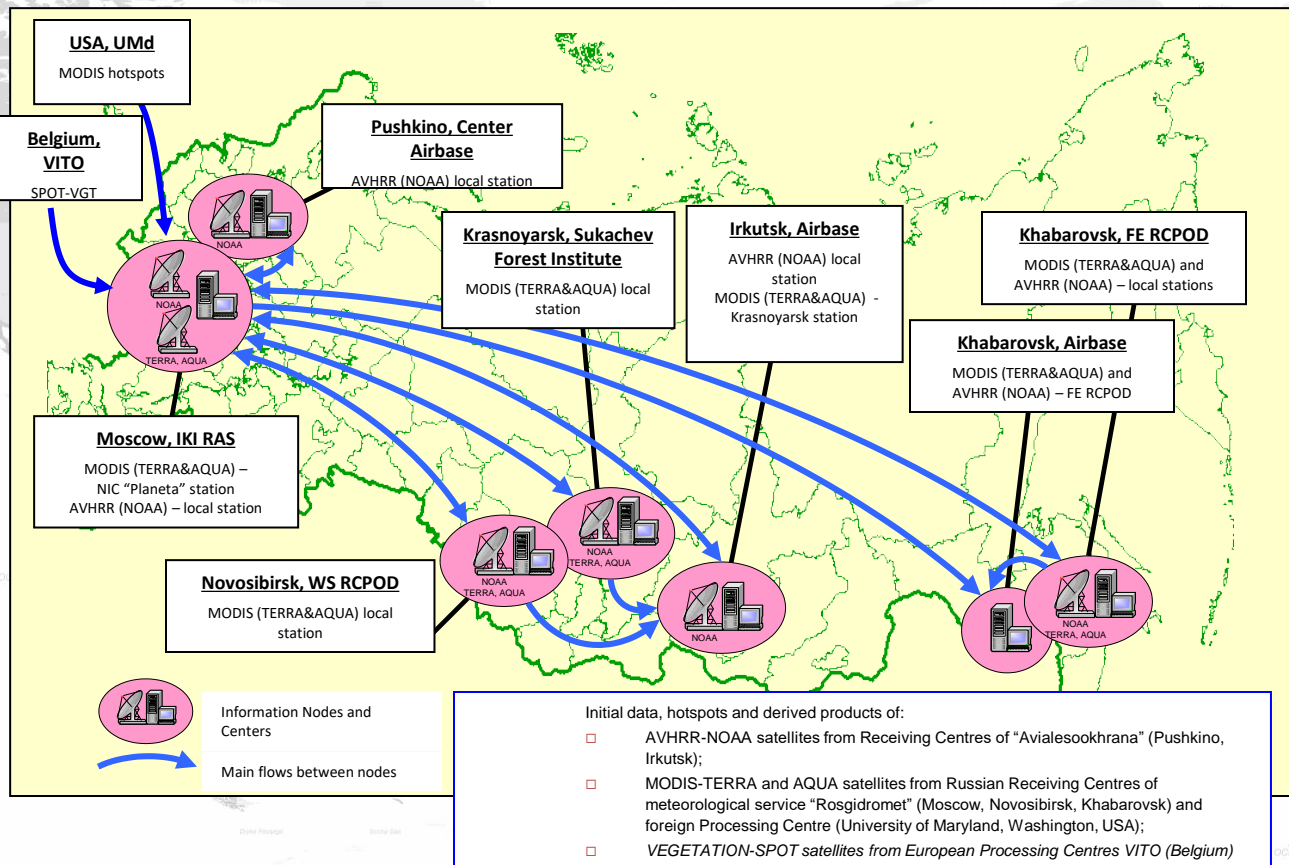 USA, UMd
MODIS hotspots
Belgium,
VITO
SPOT-VGT
Pushkino, Center
Airbase
AVHRR (NOAA) local station
Krasnoyarsk, Sukachev
Forest Institute
MODIS (TERRA&AQUA) local
station
Irkutsk, Airbase
AVHRR (NOAA) local
station
MODIS (TERRA&AQUA) -
Krasnoyarsk station
Khabarovsk, FE RCPOD
MODIS (TERRA&AQUA) and
AVHRR (NOAA) – local stations
Khabarovsk, Airbase
MODIS (TERRA&AQUA) and
AVHRR (NOAA) – FE RCPOD
NOAA
NOAA
TERRA, AQUA
Moscow, IKI RAS
MODIS (TERRA&AQUA) –
NIC “Planeta” station
AVHRR (NOAA) – local station
Novosibirsk, WS RCPOD
MODIS (TERRA&AQUA) local
station
NOAA
TERRA, AQUA
NOAA
TERRA, AQUA
NOAA
NOAA
TERRA, AQUA
Information Nodes and
Centers
Main flows between nodes
Initial data, hotspots and derived products of:
AVHRR-NOAA satellites from Receiving Centres of “Avialesookhrana” (Pushkino,
Irkutsk);
MODIS-TERRA and AQUA satellites from Russian Receiving Centres of
meteorological service “Rosgidromet” (Moscow, Novosibirsk, Khabarovsk) and
foreign Processing Centre (University of Maryland, Washington, USA);
VEGETATION-SPOT satellites from European Processing Centres VITO (Belgium)